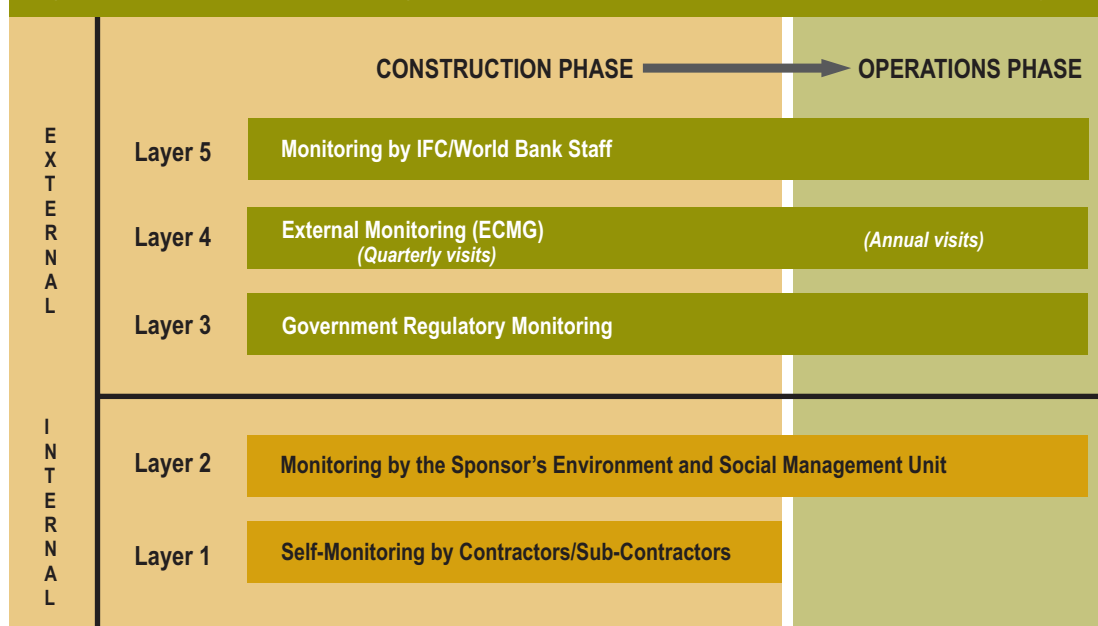 CONSTRUCTION PHASE OPERATIONS PHASE
EXTERNAL
Layer 5 Monitoring by IFC/World Bank Staff
Layer 4 External Monitoring (ECMG)
(Quarterly visits) (Annual visits)
Layer 3 Government Regulatory Monitoring
INTERNAL
Layer 2 Monitoring by the Sponsor’s Environment and Social Management Unit
Layer 1 Self-Monitoring by Contractors/Sub-Contractors